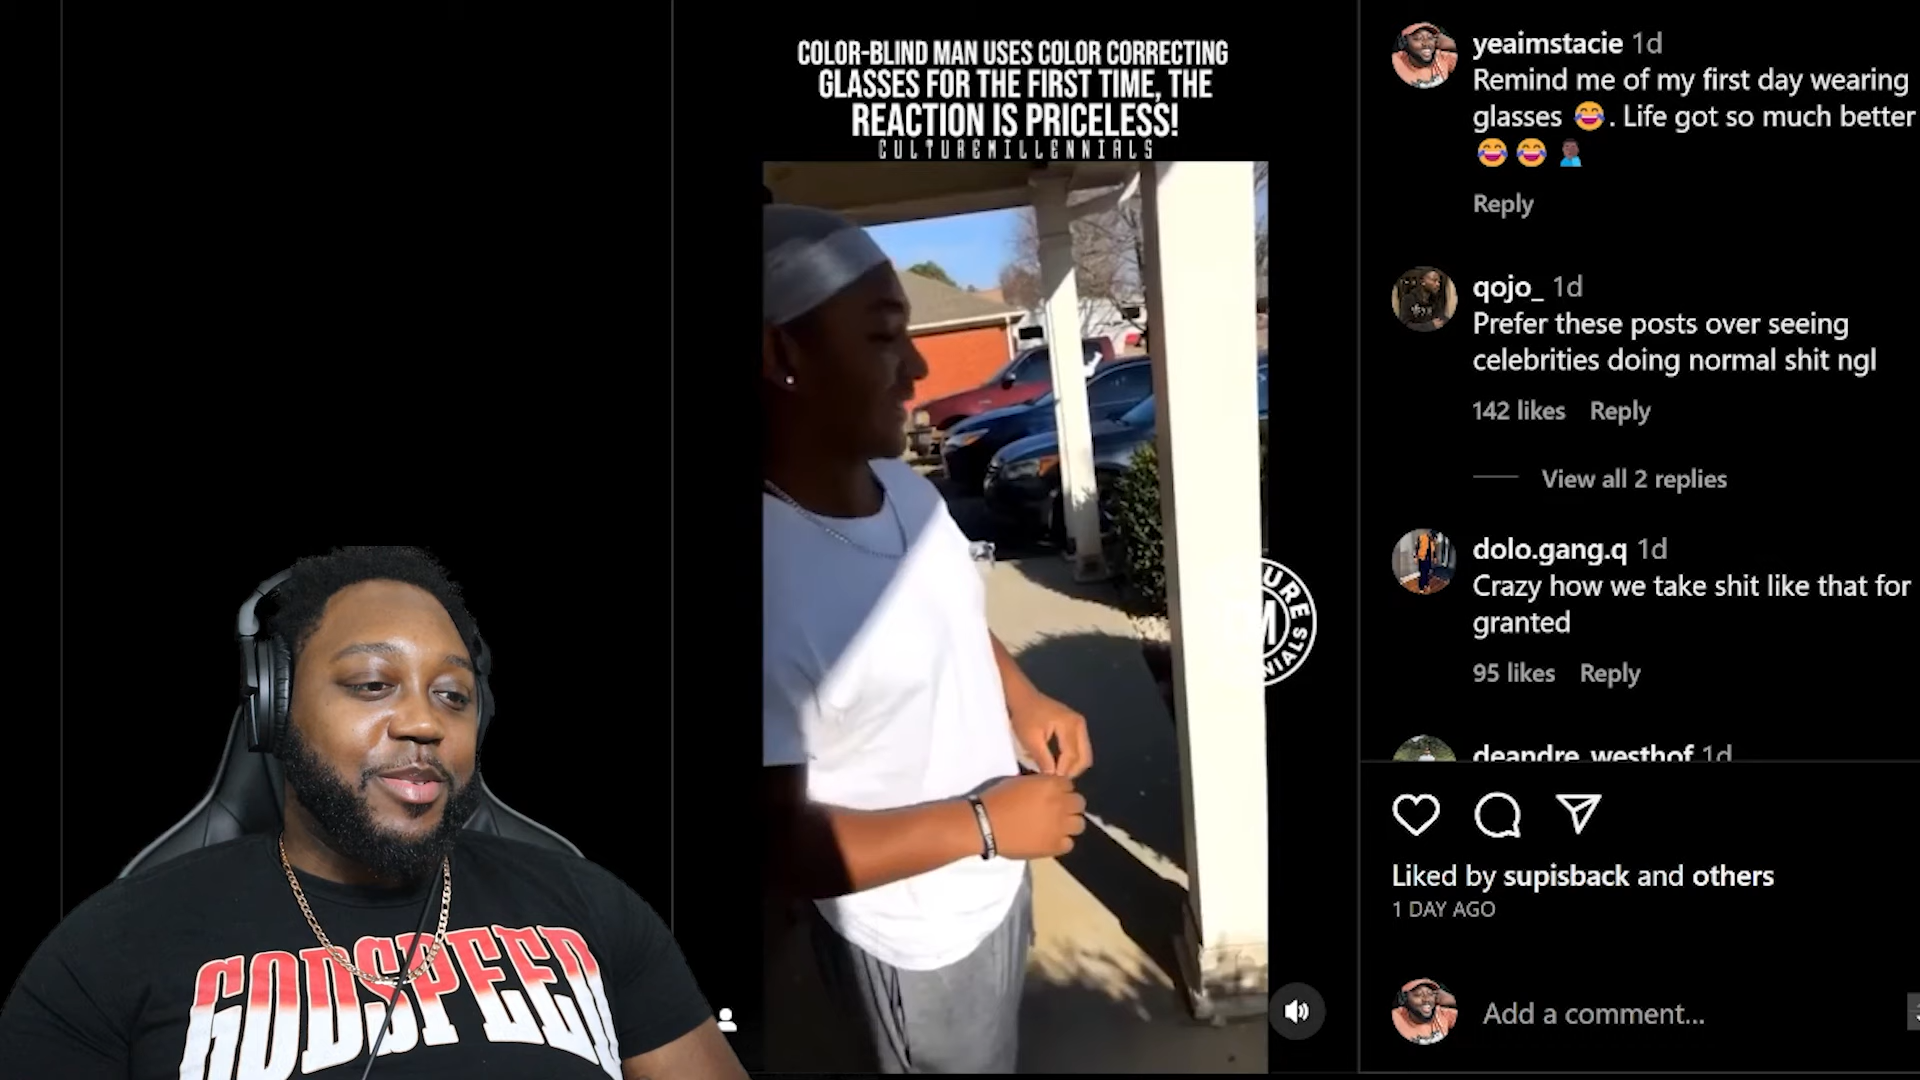 COLOR-BLIND MAN USES COLOR CORRECTING
GLASSES FOR THE FIRST TIME, THE
REACTION IS PRICELESS!
CULTUREMILLENNIALS
URE
M
NIALS
GODSPEED
yeaimstacie 1d
Remind me of my first day wearing
glasses 😂. Life got so much better
😂😂🤦🏿‍♂️
Reply
qojo_ 1d
Prefer these posts over seeing
celebrities doing normal shit ngl
142 likes Reply
View all 2 replies
dolo.gang.q 1d
Crazy how we take shit like that for
granted
95 likes Reply
deandre_westhof 1d
Liked by supisback and others
1 DAY AGO
Add a comment...